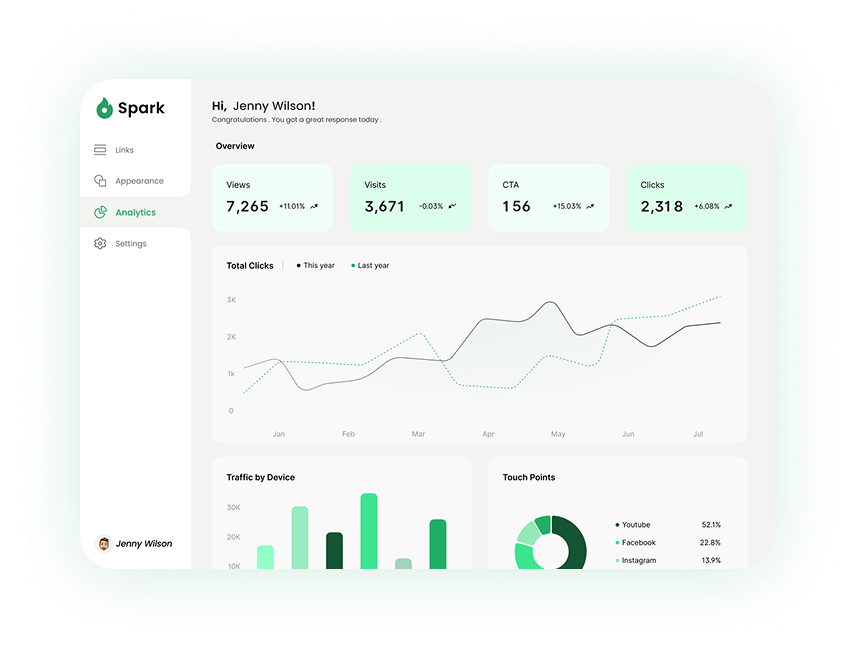 Spark
Links
Appearance
Analytics
Settings
Jenny Wilson
Hi, Jenny Wilson!
Congratulations . You got a great response today .
Overview
Views
7,265 +11.01%
Visits
3,671 -0.03%
CTA
156 +15.03%
Clicks
2,318 +6.08%
Total Clicks This year Last year
3K
2K
1k
0
Jan Feb Mar Apr May Jun Jul
Traffic by Device
30K
20K
10K
Touch Points
Youtube 52.1%
Facebook 22.8%
Instagram 13.9%